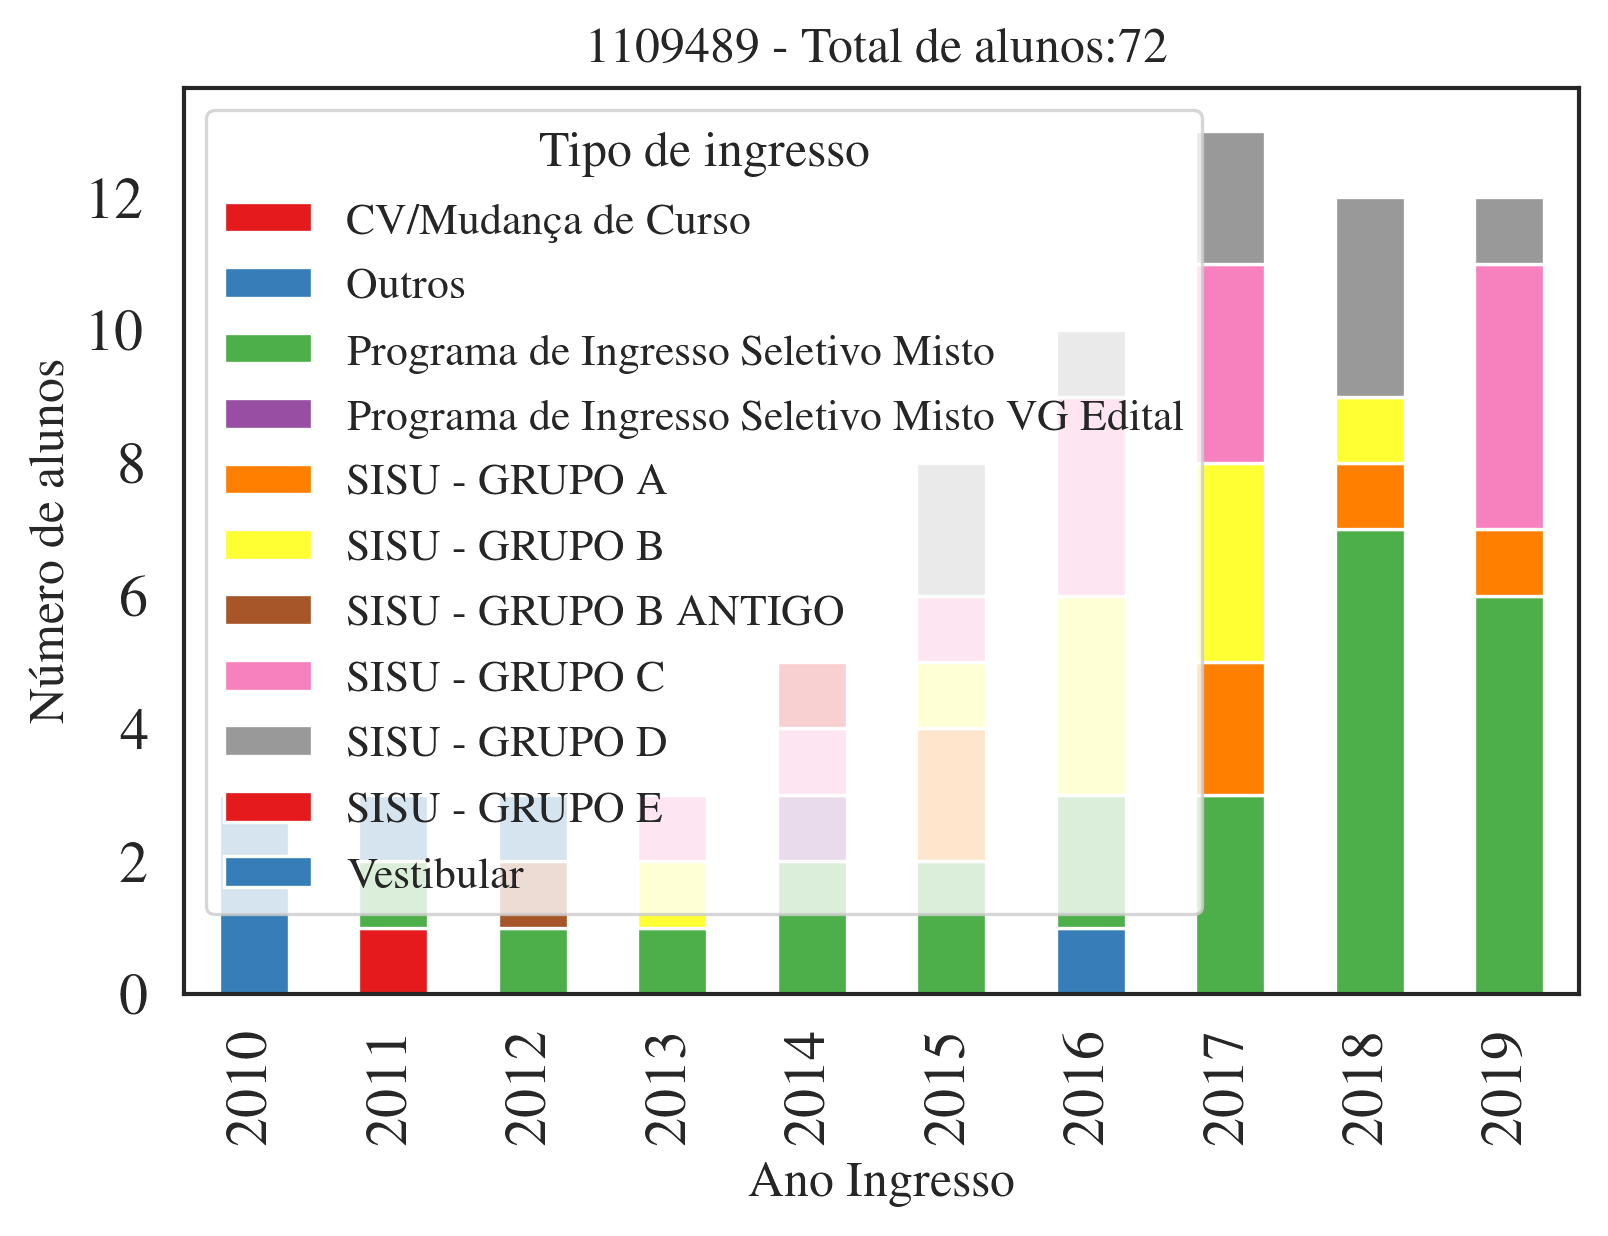 1109489 - Total de alunos:72
Tipo de ingresso
CV/Mudança de Curso
Outros
Programa de Ingresso Seletivo Misto
Programa de Ingresso Seletivo Misto VG Edital
SISU - GRUPO A
SISU - GRUPO B
SISU - GRUPO B ANTIGO
SISU - GRUPO C
SISU - GRUPO D
SISU - GRUPO E
Vestibular
Número de alunos
12
10
8
6
4
2
0
2010
2011
2012
2013
2014
2015
2016
2017
2018
2019
Ano Ingresso